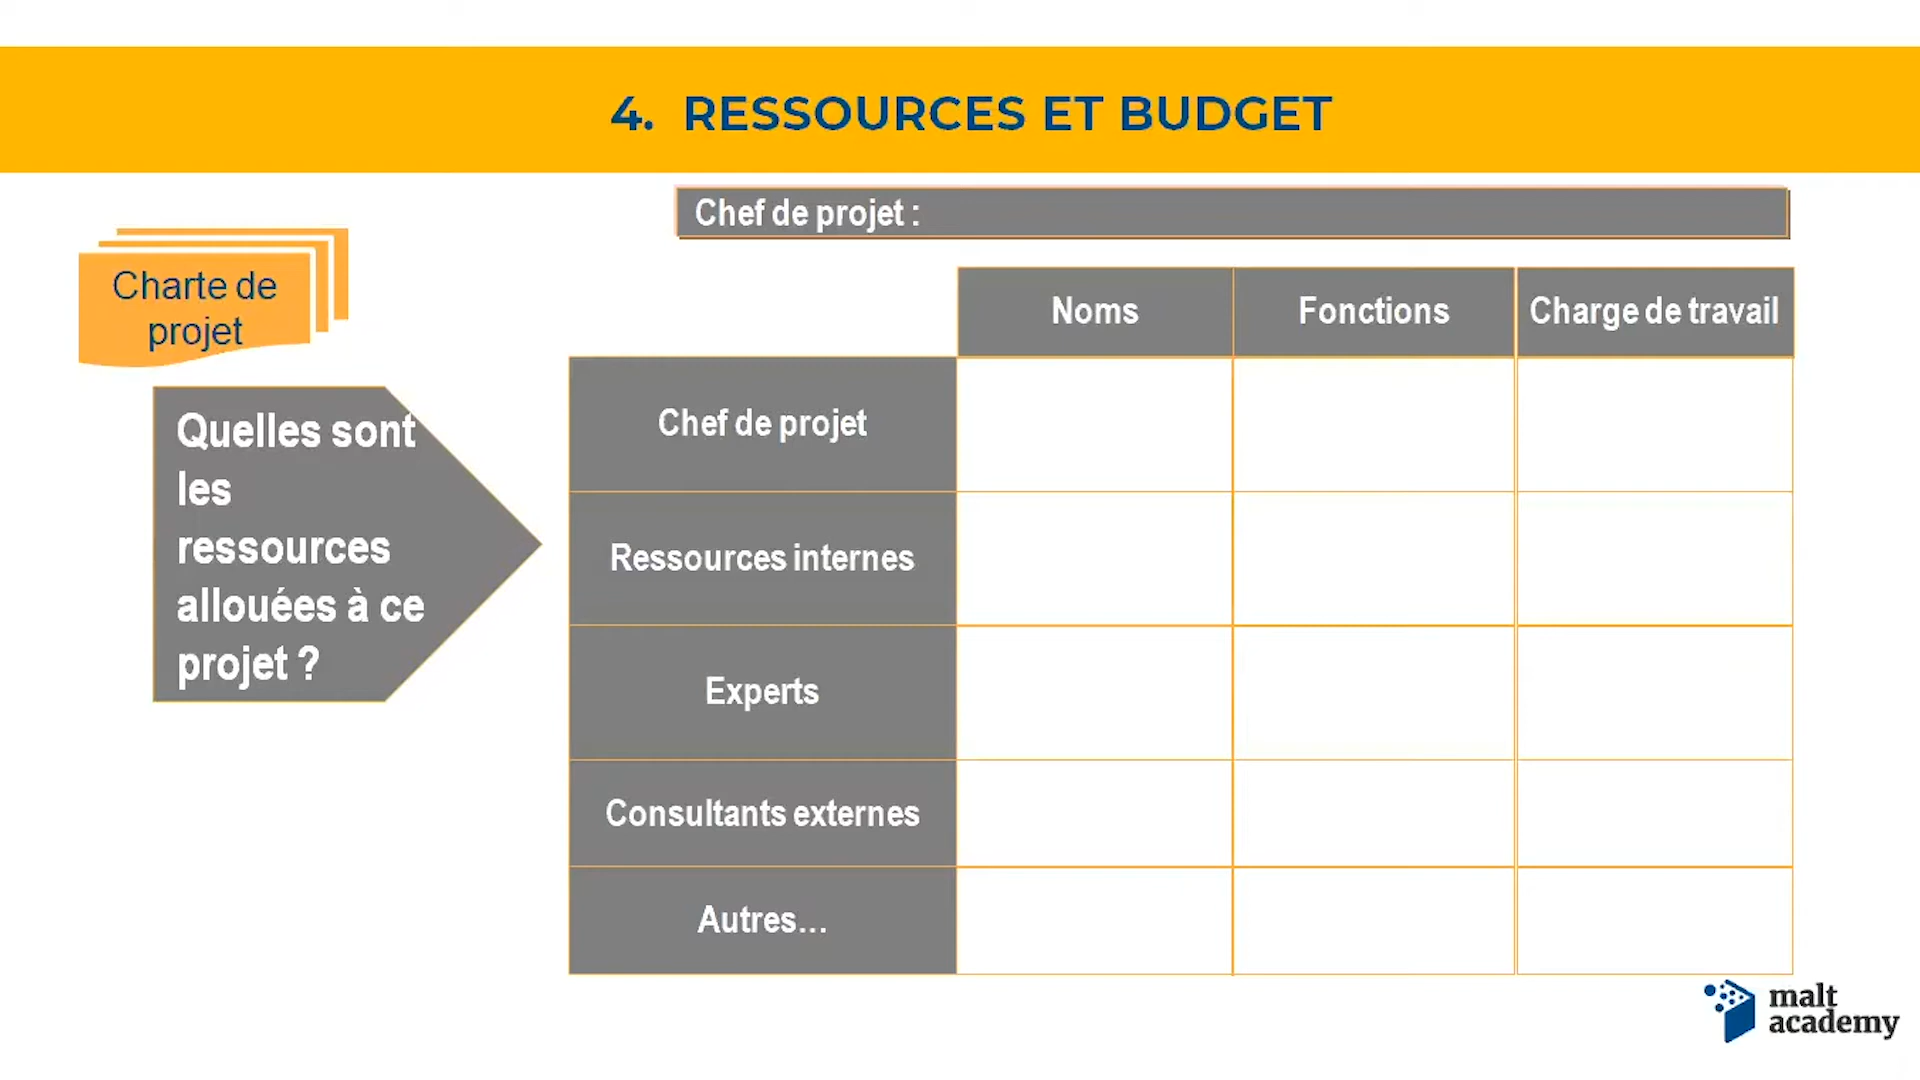 4. RESSOURCES ET BUDGET
Chef de projet :
Charte de
projet
Quelles sont
les
ressources
allouées à ce
projet ?
Noms Fonctions Charge de travail
Chef de projet
Ressources internes
Experts
Consultants externes
Autres...
malt
academy